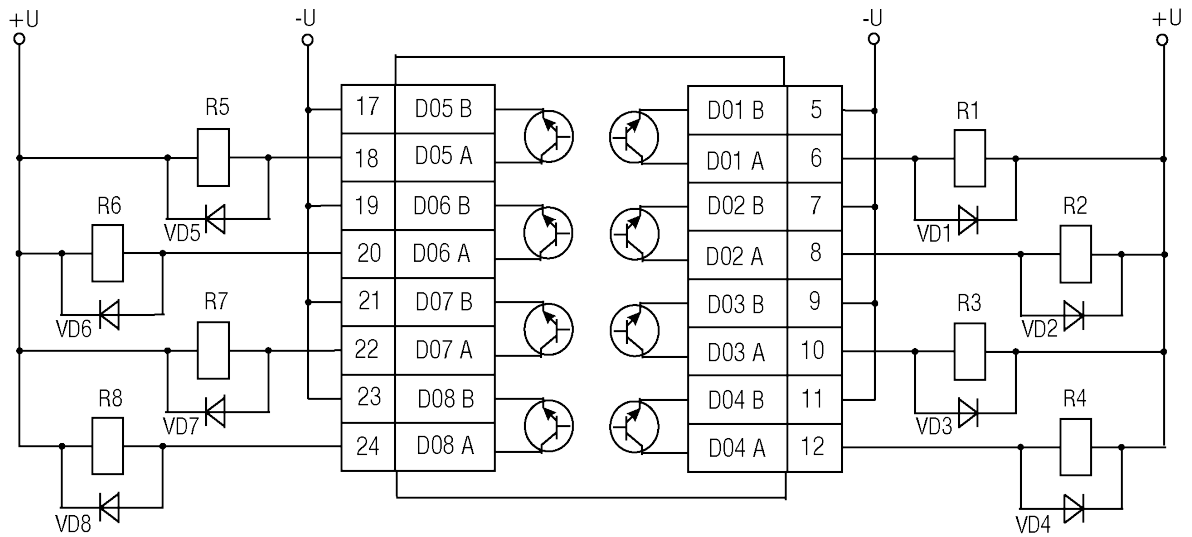 +U
-U
-U
+U
17 D05 B
18 D05 A
19 D06 B
20 D06 A
21 D07 B
22 D07 A
23 D08 B
24 D08 A
D01 B 5
D01 A 6
D02 B 7
D02 A 8
D03 B 9
D03 A 10
D04 B 11
D04 A 12
R5
VD5
R6
VD6
R7
VD7
R8
VD8
R1
VD1
R2
VD2
R3
VD3
R4
VD4